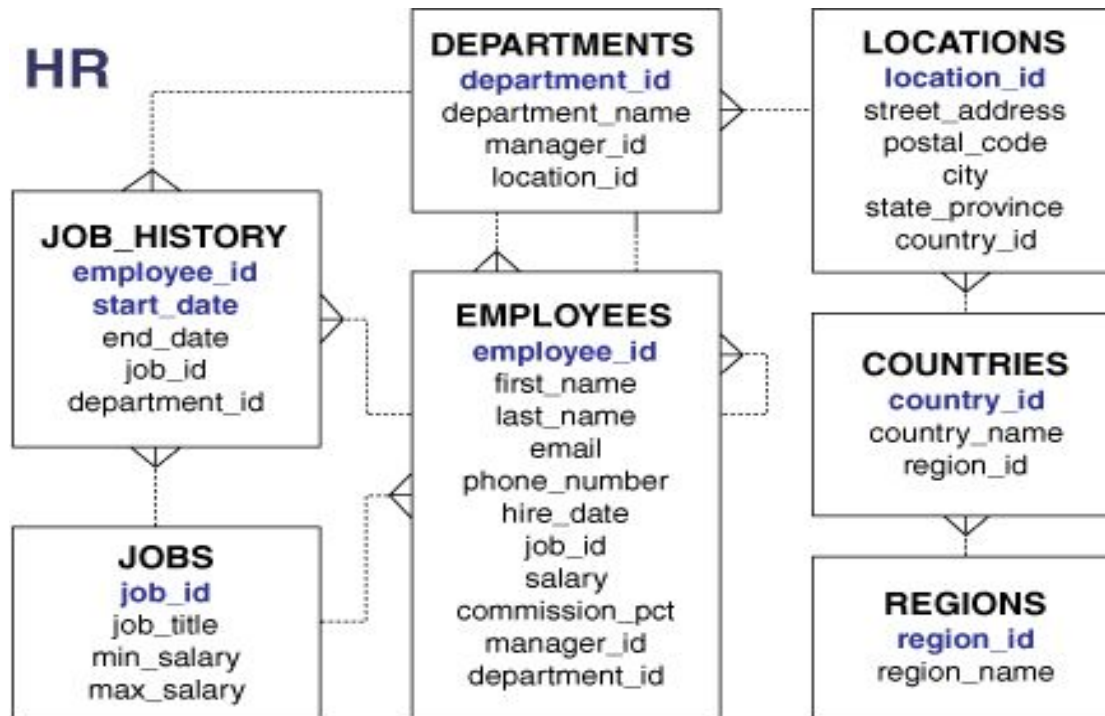 HR
DEPARTMENTS
department_id
department_name
manager_id
location_id
LOCATIONS
location_id
street_address
postal_code
city
state_province
country_id
JOB_HISTORY
employee_id
start_date
end_date
job_id
department_id
EMPLOYEES
employee_id
first_name
last_name
email
phone_number
hire_date
job_id
salary
commission_pct
manager_id
department_id
COUNTRIES
country_id
country_name
region_id
JOBS
job_id
job_title
min_salary
max_salary
REGIONS
region_id
region_name